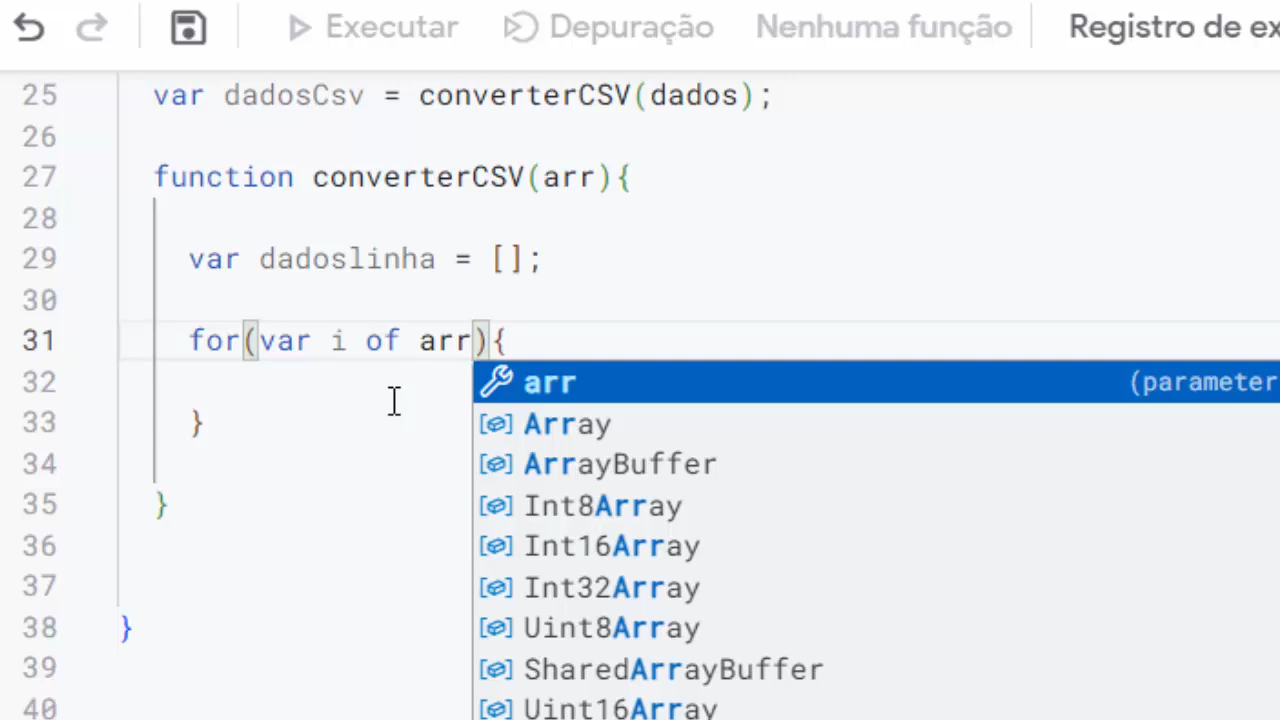 Executar Depuração Nenhuma função Registro de ex
25 var dadosCsv = converterCSV(dados);
26
27 function converterCSV(arr){
28
29 var dadoslinha = [];
30
31 for(var i of arr){
32 arr (parameter
33 } Array
34 ArrayBuffer
35 } Int8Array
36 Int16Array
37 Int32Array
38 } Uint8Array
39 SharedArrayBuffer
40 Uint16Array